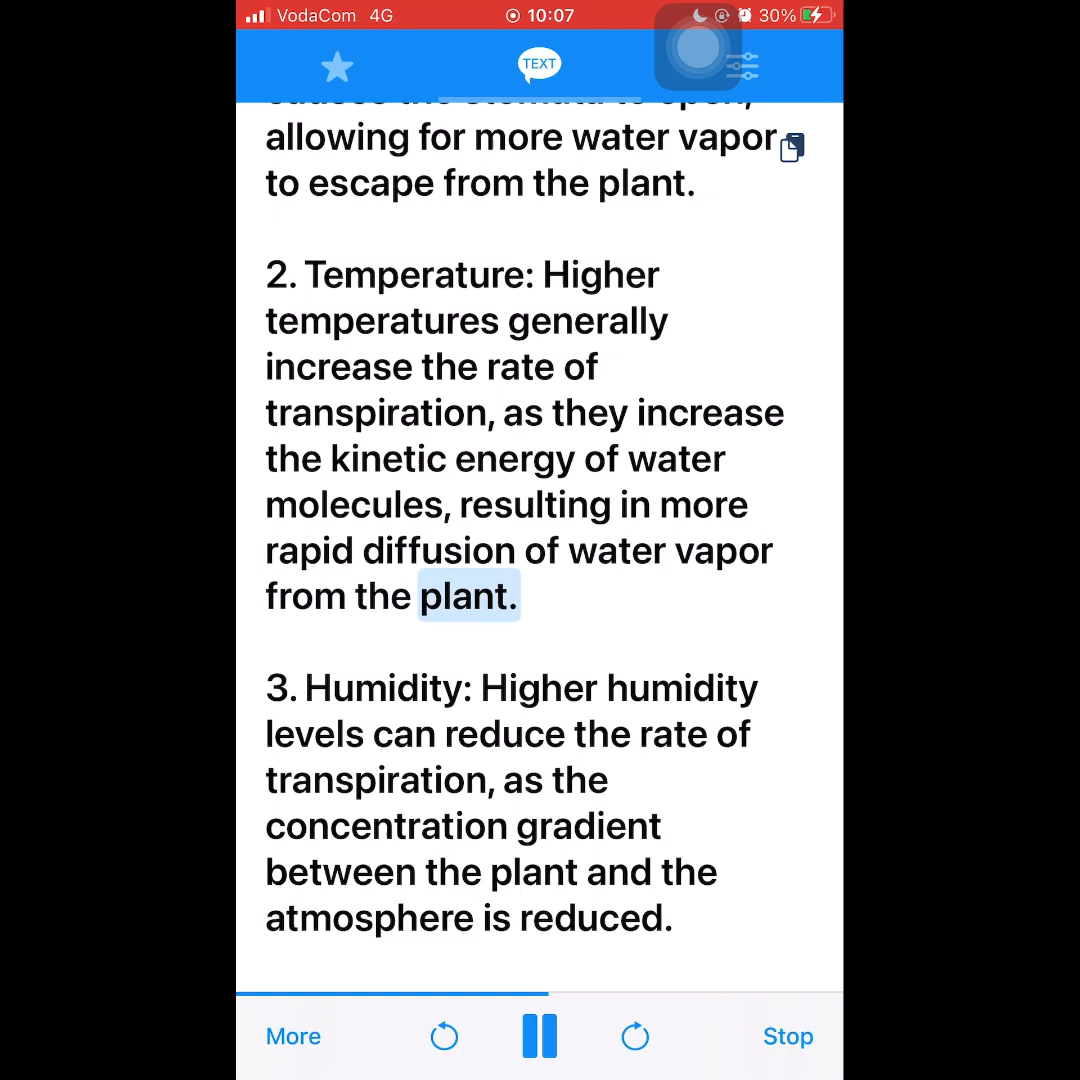 VodaCom 4G 10:07 30%
TEXT
allowing for more water vapor
to escape from the plant.
2. Temperature: Higher
temperatures generally
increase the rate of
transpiration, as they increase
the kinetic energy of water
molecules, resulting in more
rapid diffusion of water vapor
from the plant.
3. Humidity: Higher humidity
levels can reduce the rate of
transpiration, as the
concentration gradient
between the plant and the
atmosphere is reduced.
More Stop